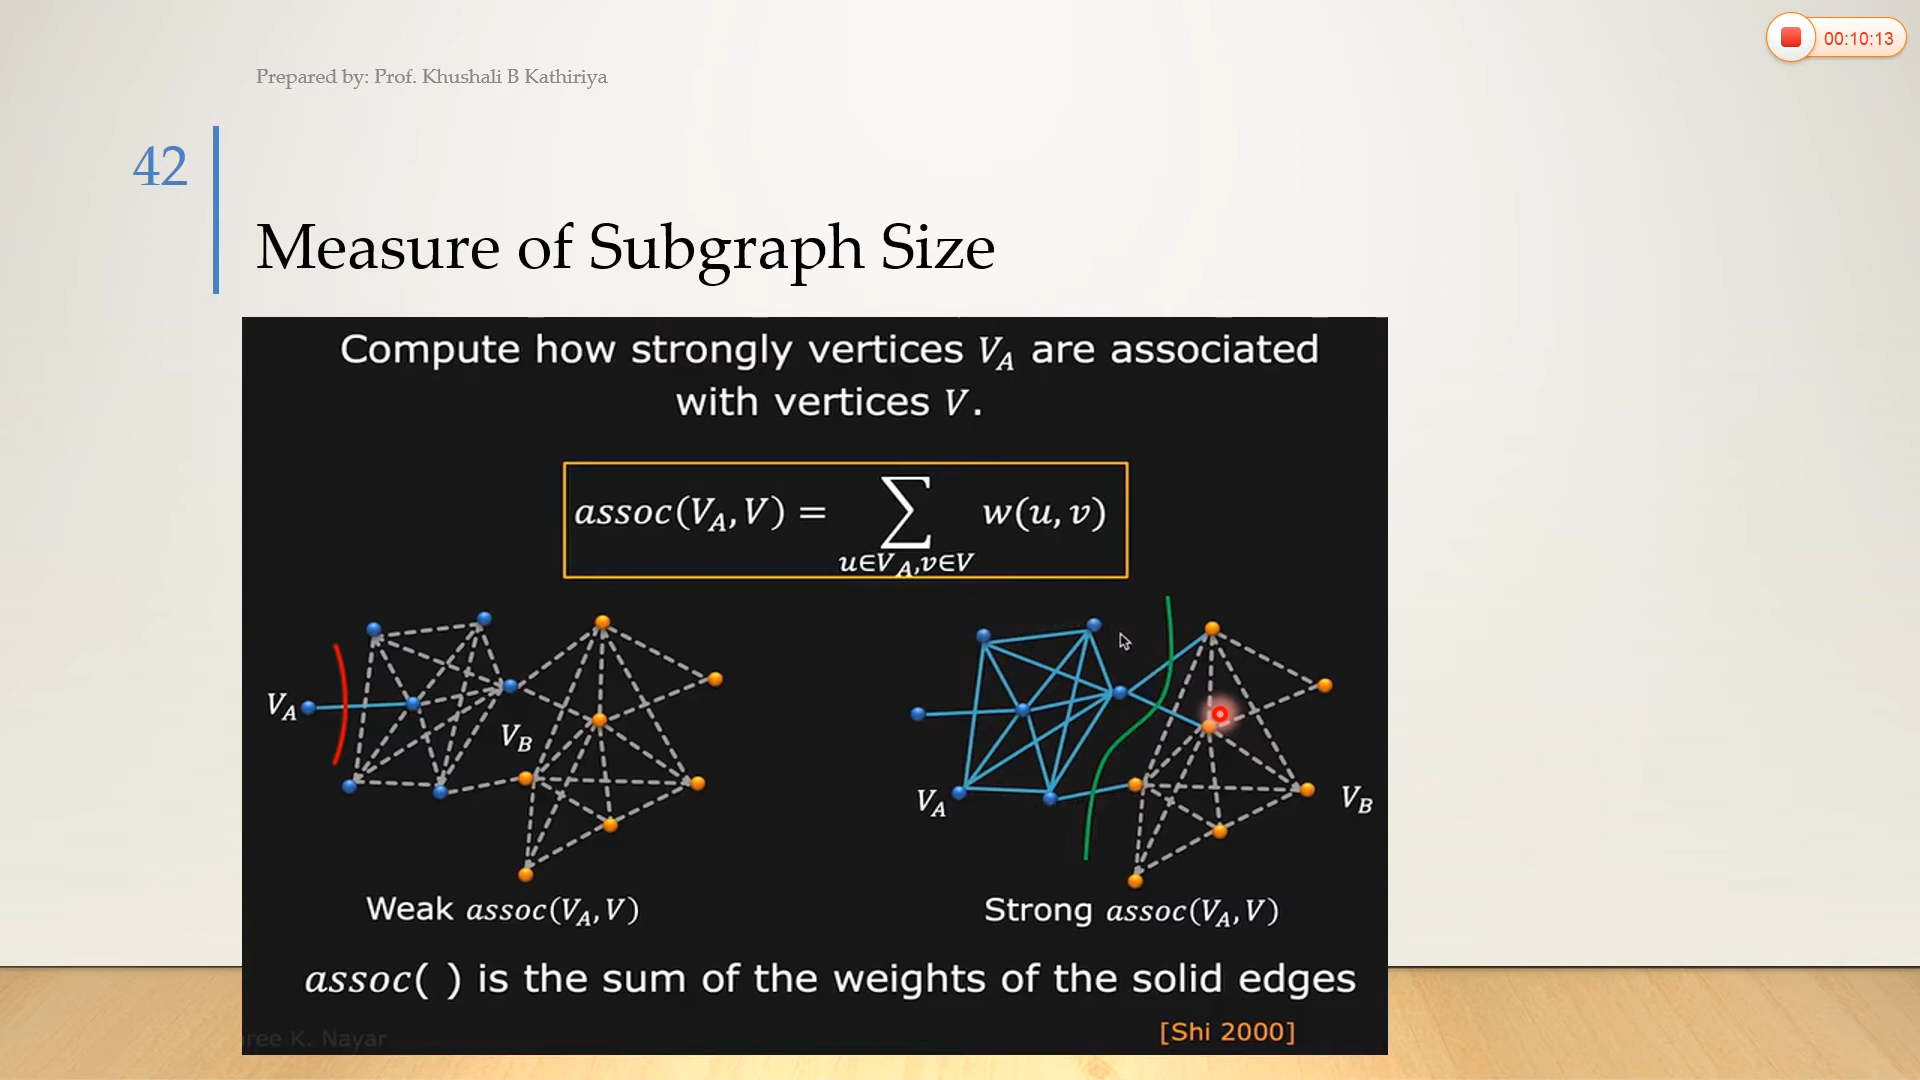 Prepared by: Prof. Khushali B Kathiriya
00:10:13
42
Measure of Subgraph Size
Compute how strongly vertices V_A are associated
with vertices V.
assoc(V_A, V) = ∑ w(u, v)
u∈V_A,v∈V
V_A
V_B
V_A
V_B
Weak assoc(V_A, V)
Strong assoc(V_A, V)
assoc( ) is the sum of the weights of the solid edges
ree K. Nayar
[Shi 2000]